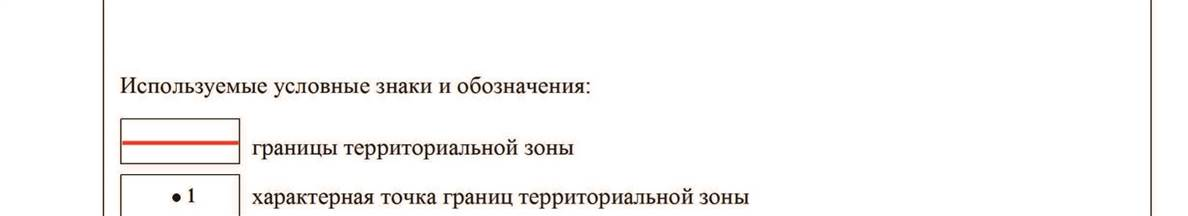 Используемые условные знаки и обозначения:
границы территориальной зоны
1 характерная точка границ территориальной зоны